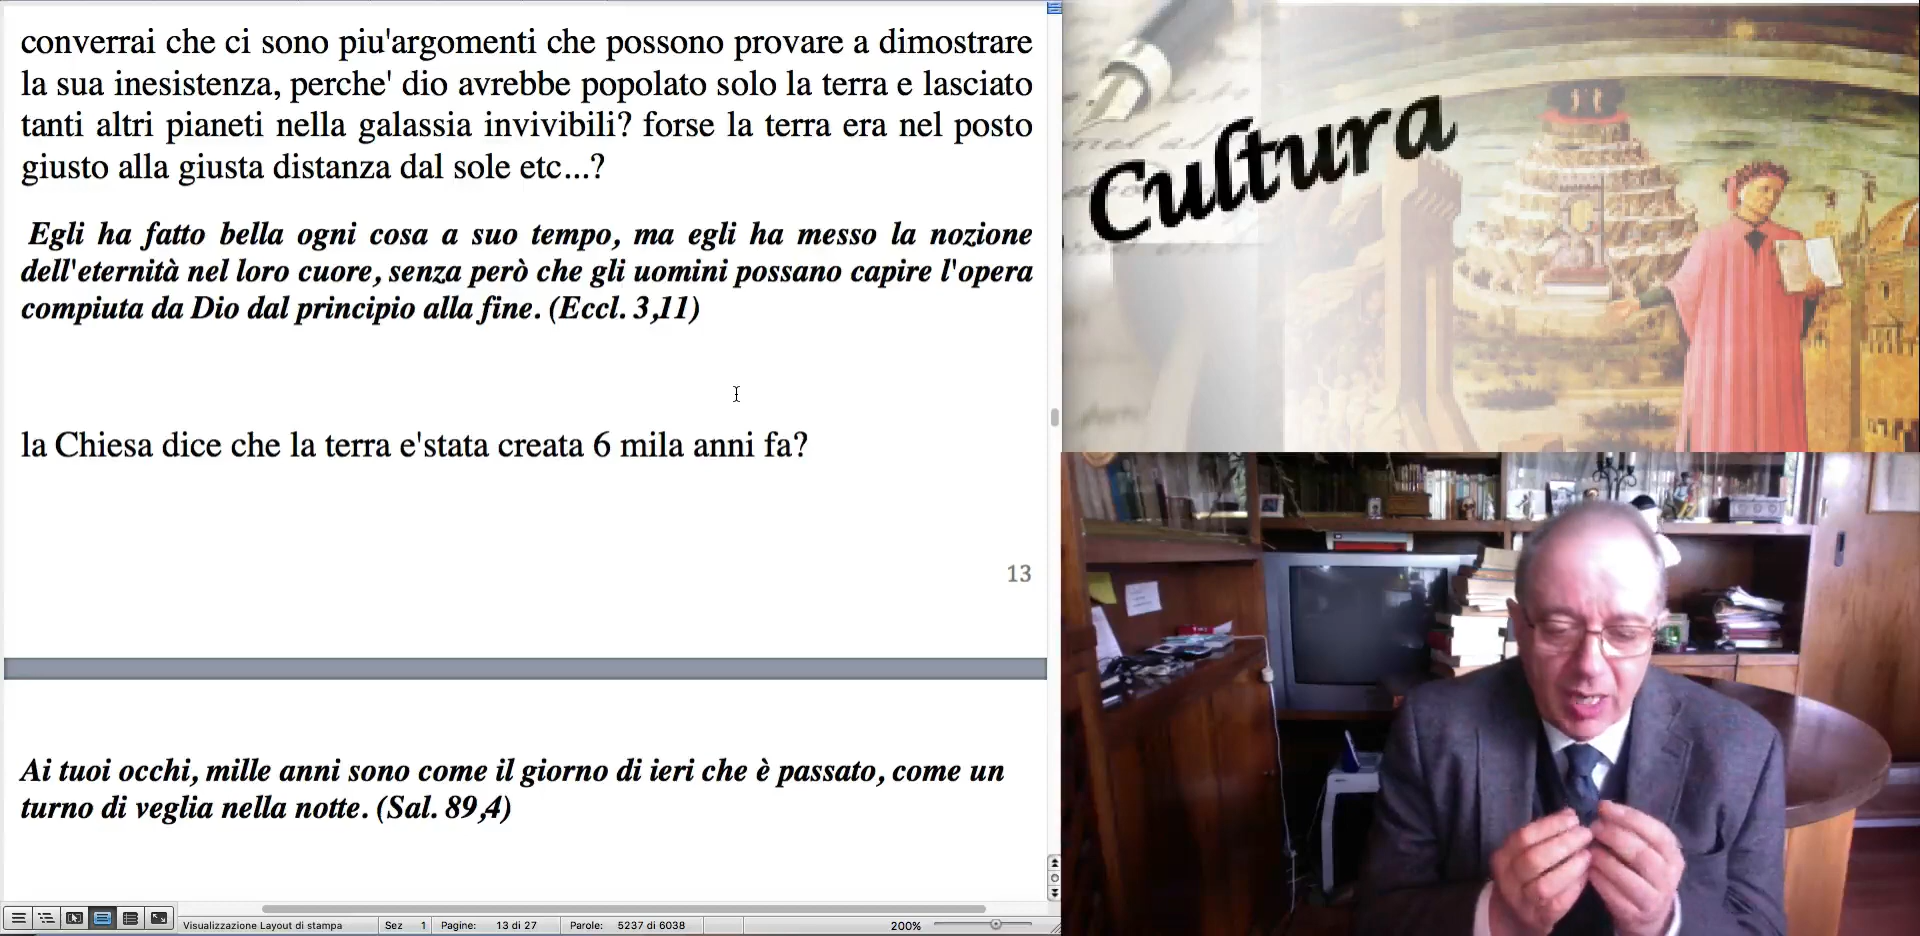 converrai che ci sono piu'argomenti che possono provare a dimostrare
la sua inesistenza, perche' dio avrebbe popolato solo la terra e lasciato
tanti altri pianeti nella galassia invivibili? forse la terra era nel posto
giusto alla giusta distanza dal sole etc...?
Egli ha fatto bella ogni cosa a suo tempo, ma egli ha messo la nozione
dell'eternità nel loro cuore, senza però che gli uomini possano capire l'opera
compiuta da Dio dal principio alla fine. (Eccl. 3,11)
la Chiesa dice che la terra e'stata creata 6 mila anni fa?
13
Ai tuoi occhi, mille anni sono come il giorno di ieri che è passato, come un
turno di veglia nella notte. (Sal. 89,4)
Visualizzazione Layout di stampa Sez 1 Pagine: 13 di 27 Parole: 5237 di 6038 200%
Cultura